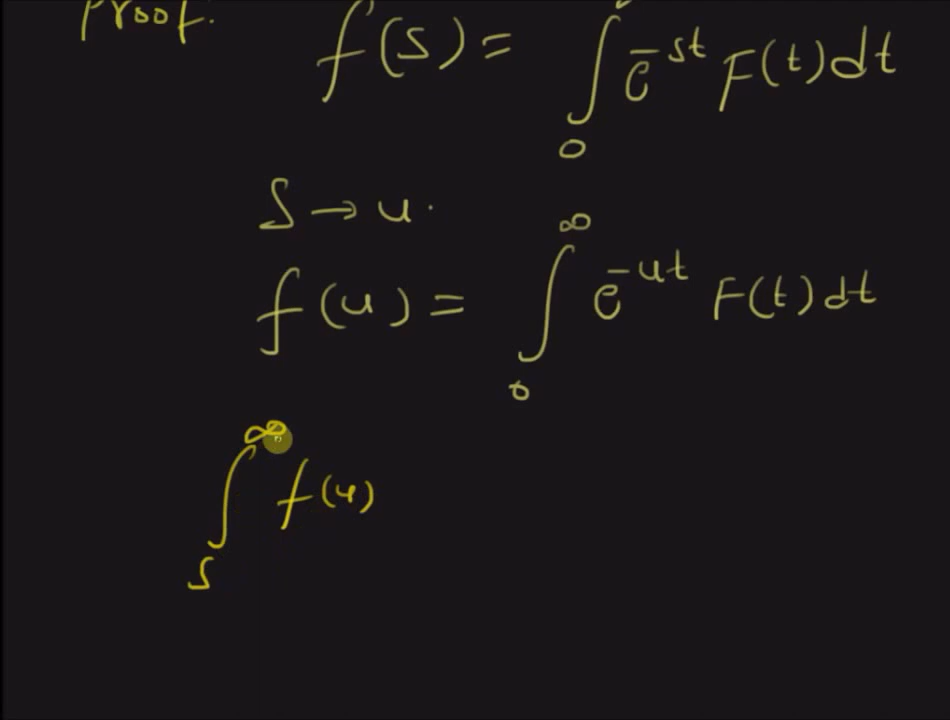 Proof.
f(s) = ∫₀ e^{-st} F(t)dt
S → u.
f(u) = ∫₀^∞ e^{-ut} F(t)dt
∫ₛ^∞ f(u)